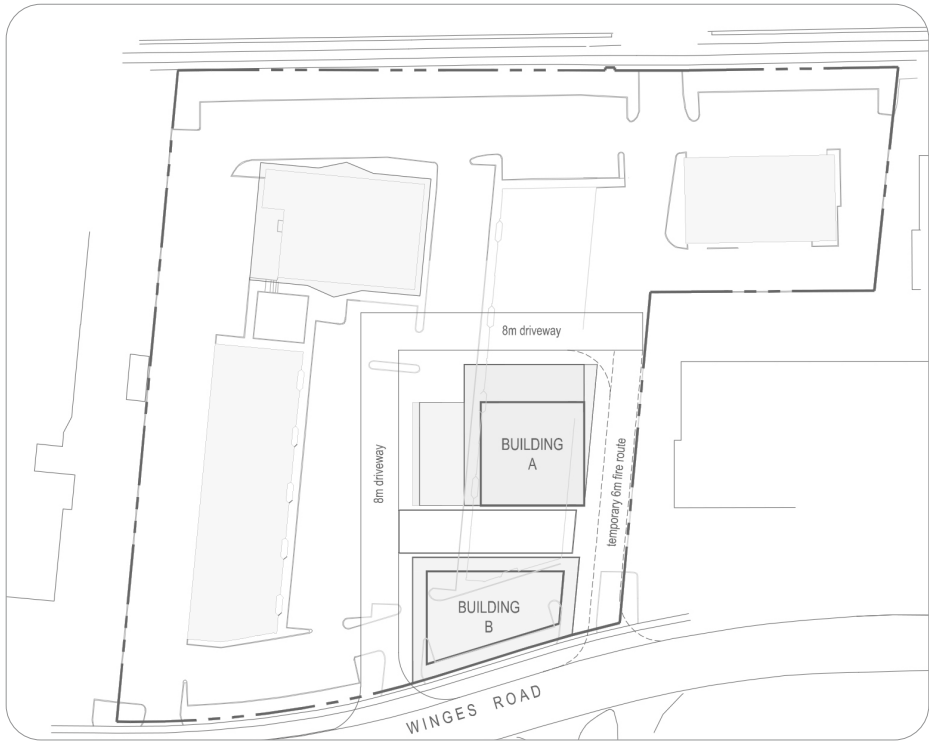 8m driveway
BUILDING
A
8m driveway
temporary 6m fire route
BUILDING
B
WINGES ROAD